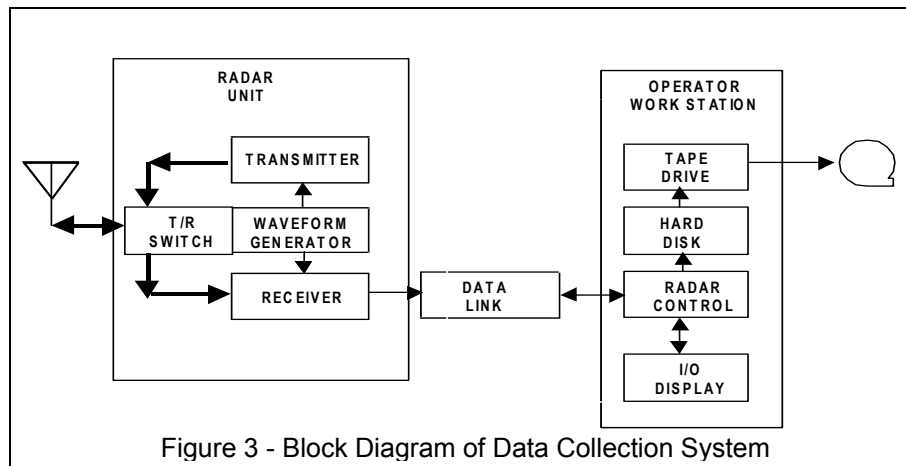 RADAR
UNIT
TRANSMITTER
T/R
SWITCH
WAVEFORM
GENERATOR
RECEIVER
DATA
LINK
OPERATOR
WORK STATION
TAPE
DRIVE
HARD
DISK
RADAR
CONTROL
I/O
DISPLAY
Figure 3 - Block Diagram of Data Collection System